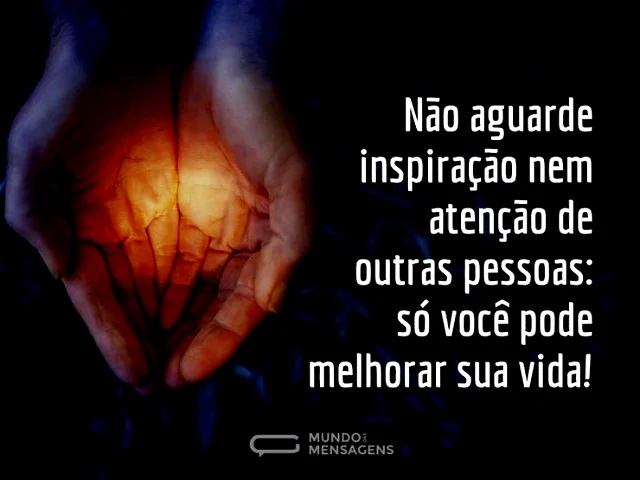 Não aguarde
inspiração nem
atenção de
outras pessoas:
só você pode
melhorar sua vida!
MUNDO
MENSAGENS